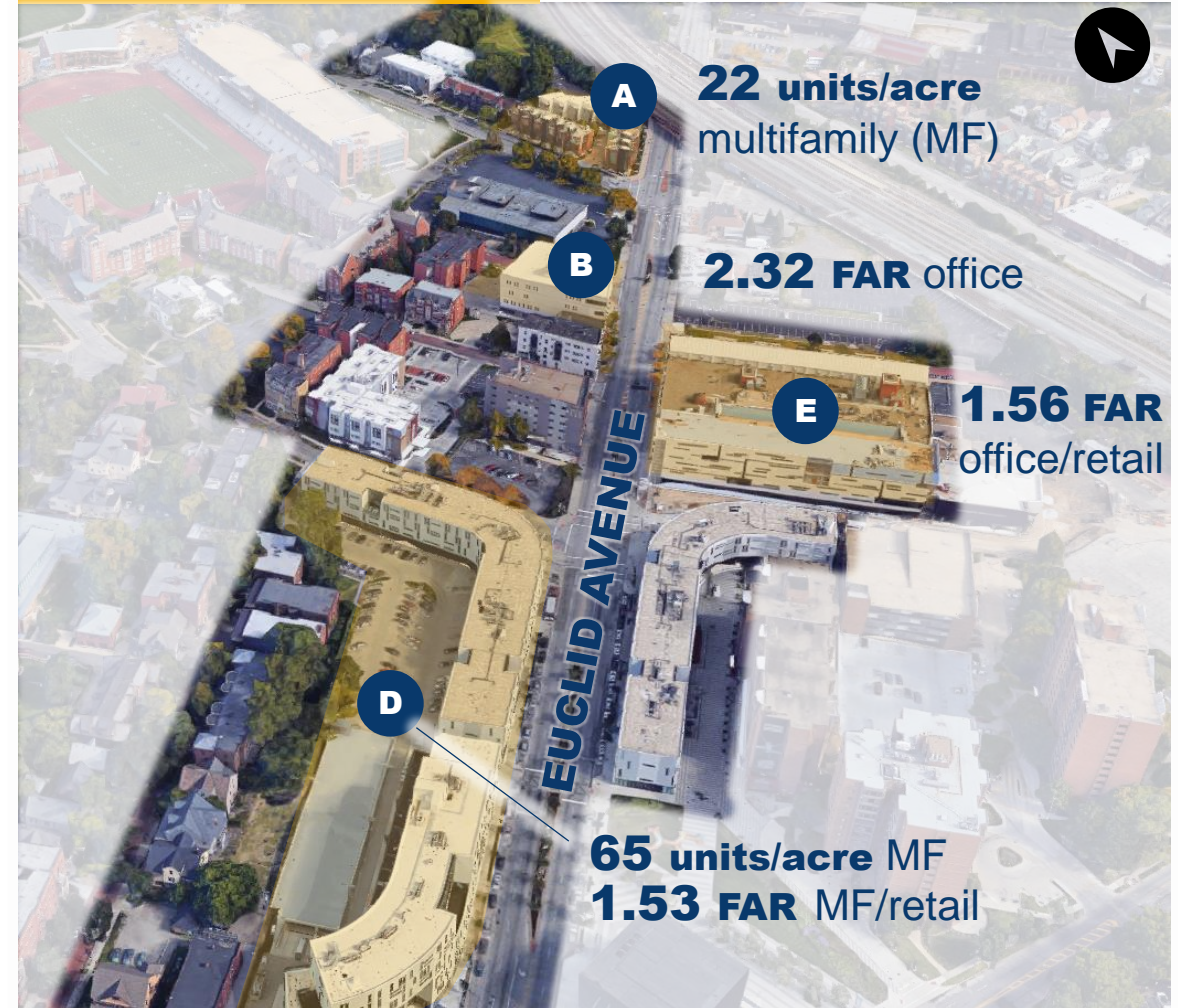 A
22 units/acre
multifamily (MF)
B
2.32 FAR office
E
1.56 FAR
office/retail
EUCLID AVENUE
D
65 units/acre MF
1.53 FAR MF/retail